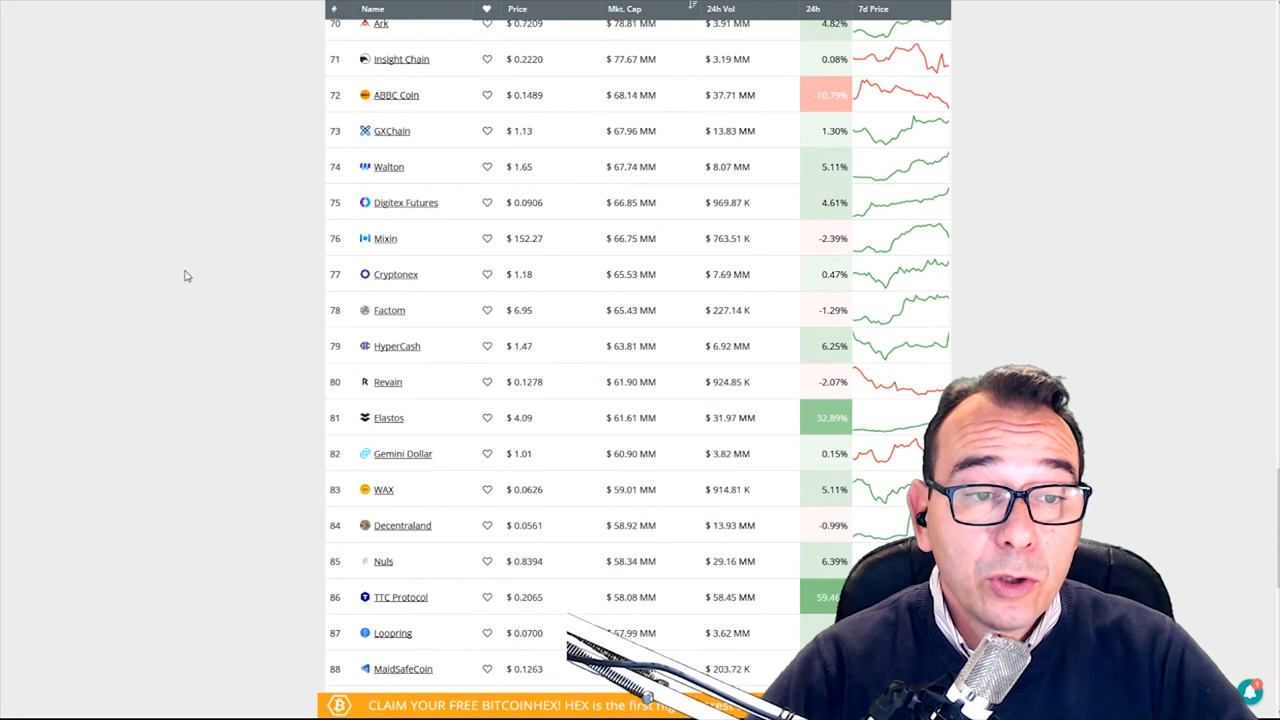 # Name Price Mkt. Cap 24h Vol 24h 7d Price
70 Ark $ 0.7209 $ 78.81 MM $ 3.91 MM 4.82%
71 Insight Chain $ 0.2220 $ 77.67 MM $ 3.19 MM 0.08%
72 ABBC Coin $ 0.1489 $ 68.14 MM $ 37.71 MM -10.79%
73 GXChain $ 1.13 $ 67.96 MM $ 13.83 MM 1.30%
74 Walton $ 1.65 $ 67.74 MM $ 8.07 MM 5.11%
75 Digitex Futures $ 0.0906 $ 66.85 MM $ 969.87 K 4.61%
76 Mixin $ 152.27 $ 66.75 MM $ 763.51 K -2.39%
77 Cryptonex $ 1.18 $ 65.53 MM $ 7.69 MM 0.47%
78 Factom $ 6.95 $ 65.43 MM $ 227.14 K -1.29%
79 HyperCash $ 1.47 $ 63.81 MM $ 6.92 MM 6.25%
80 Revain $ 0.1278 $ 61.90 MM $ 924.85 K -2.07%
81 Elastos $ 4.09 $ 61.61 MM $ 31.97 MM 32.89%
82 Gemini Dollar $ 1.01 $ 60.90 MM $ 3.82 MM 0.15%
83 WAX $ 0.0626 $ 59.01 MM $ 914.81 K 5.11%
84 Decentraland $ 0.0561 $ 58.92 MM $ 13.93 MM -0.99%
85 Nuls $ 0.8394 $ 58.34 MM $ 29.16 MM 6.39%
86 TTC Protocol $ 0.2065 $ 58.08 MM $ 58.45 MM 59.46
87 Loopring $ 0.0700 57.99 MM $ 3.62 MM
88 MaidSafeCoin $ 0.1263 $ 203.72 K
CLAIM YOUR FREE BITCOINHEX! HEX is the first